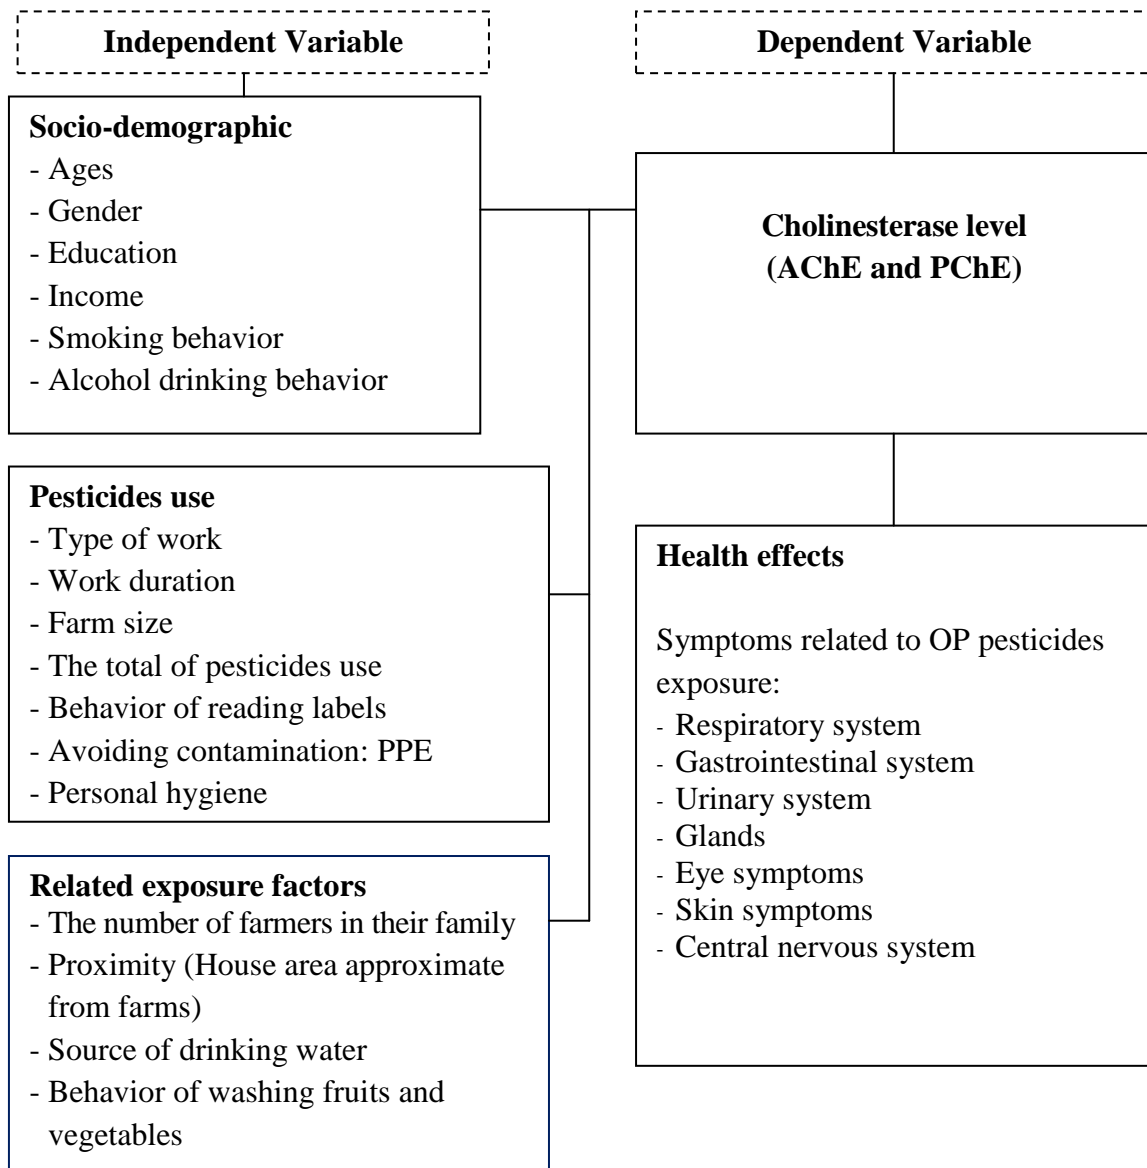 Independent Variable
Dependent Variable
Socio-demographic
- Ages
- Gender
- Education
- Income
- Smoking behavior
- Alcohol drinking behavior
Cholinesterase level
(AChE and PChE)
Pesticides use
- Type of work
- Work duration
- Farm size
- The total of pesticides use
- Behavior of reading labels
- Avoiding contamination: PPE
- Personal hygiene
Health effects
Symptoms related to OP pesticides
exposure:
- Respiratory system
- Gastrointestinal system
- Urinary system
- Glands
- Eye symptoms
- Skin symptoms
- Central nervous system
Related exposure factors
- The number of farmers in their family
- Proximity (House area approximate
from farms)
- Source of drinking water
- Behavior of washing fruits and
vegetables